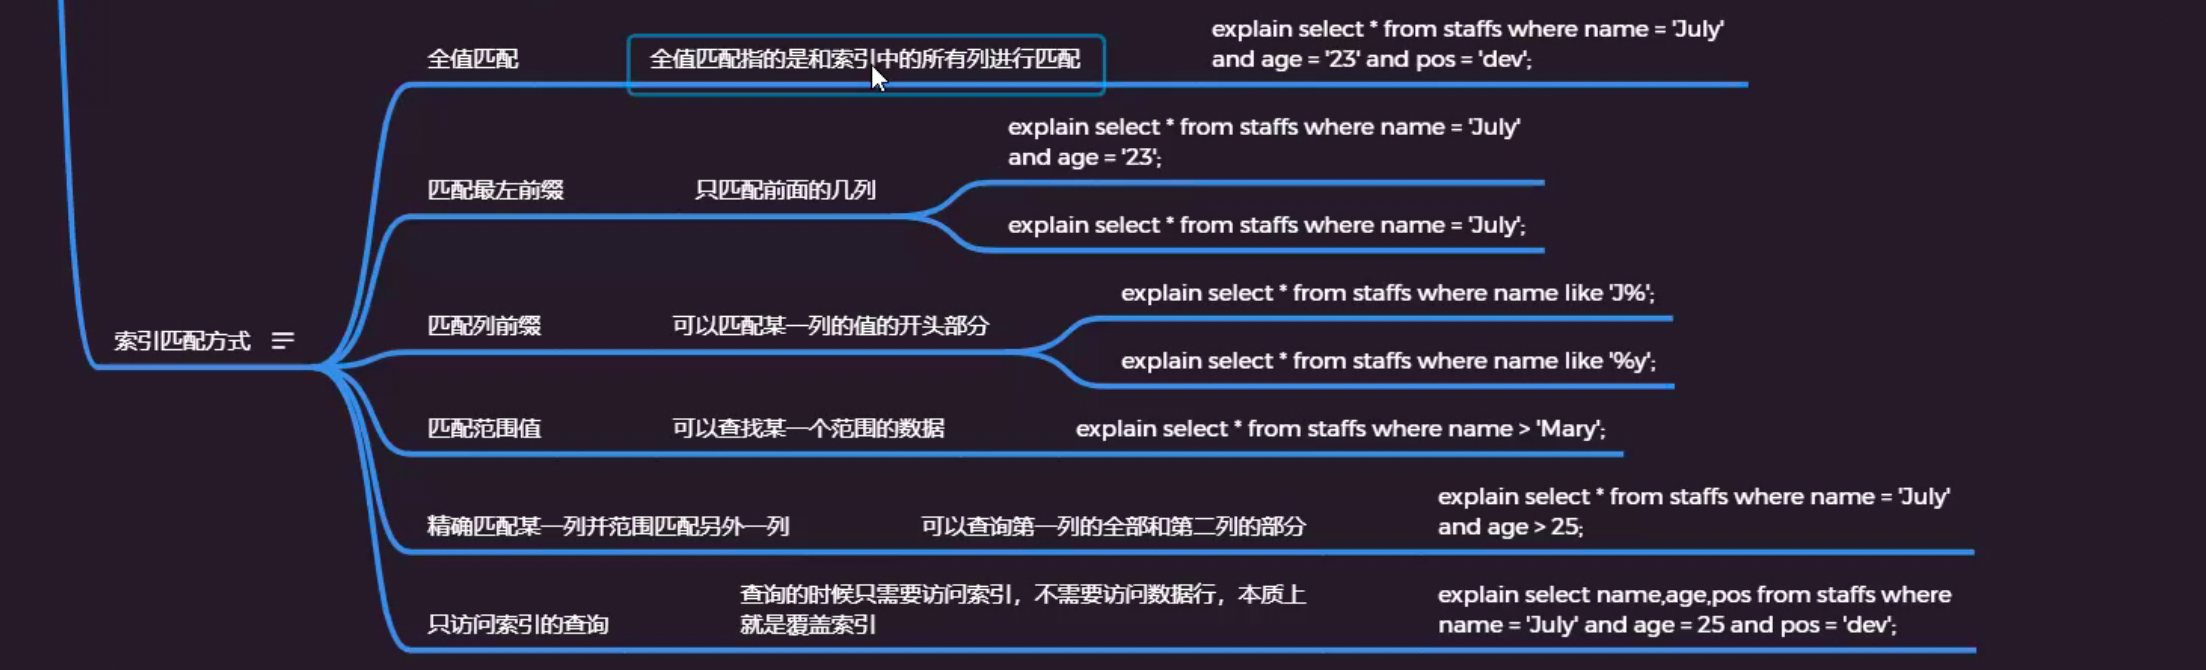 索引匹配方式
全值匹配
全值匹配指的是和索引中的所有列进行匹配
explain select * from staffs where name = 'July'
and age = '23' and pos = 'dev';
匹配最左前缀
只匹配前面的几列
explain select * from staffs where name = 'July'
and age = '23';
explain select * from staffs where name = 'July';
匹配列前缀
可以匹配某一列的值的开头部分
explain select * from staffs where name like 'J%';
explain select * from staffs where name like '%y';
匹配范围值
可以查找某一个范围的数据
explain select * from staffs where name > 'Mary';
精确匹配某一列并范围匹配另外一列
可以查询第一列的全部和第二列的部分
explain select * from staffs where name = 'July'
and age > 25;
只访问索引的查询
查询的时候只需要访问索引，不需要访问数据行，本质上
就是覆盖索引
explain select name,age,pos from staffs where
name = 'July' and age = 25 and pos = 'dev';